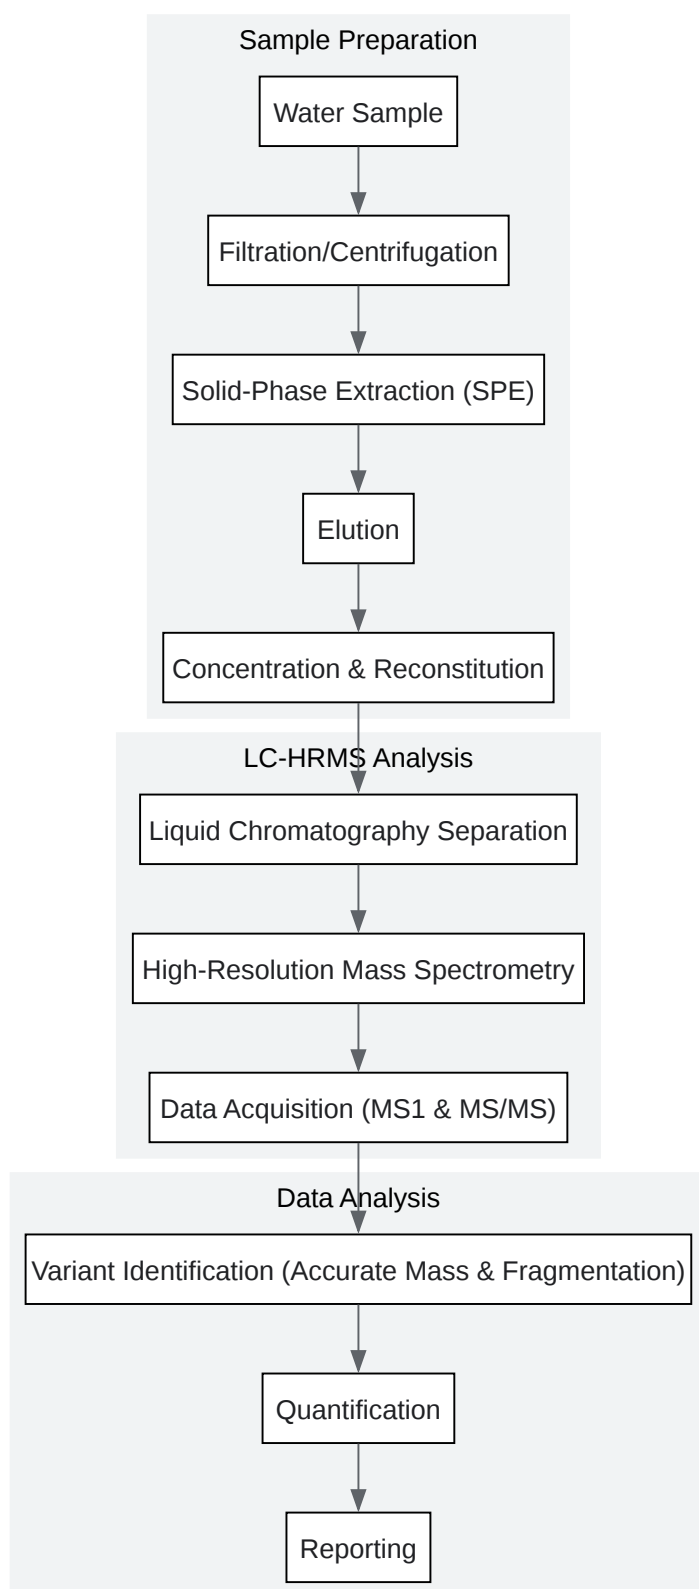 Sample Preparation
Water Sample
Filtration/Centrifugation
Solid-Phase Extraction (SPE)
Elution
Concentration & Reconstitution
LC-HRMS Analysis
Liquid Chromatography Separation
High-Resolution Mass Spectrometry
Data Acquisition (MS1 & MS/MS)
Data Analysis
Variant Identification (Accurate Mass & Fragmentation)
Quantification
Reporting